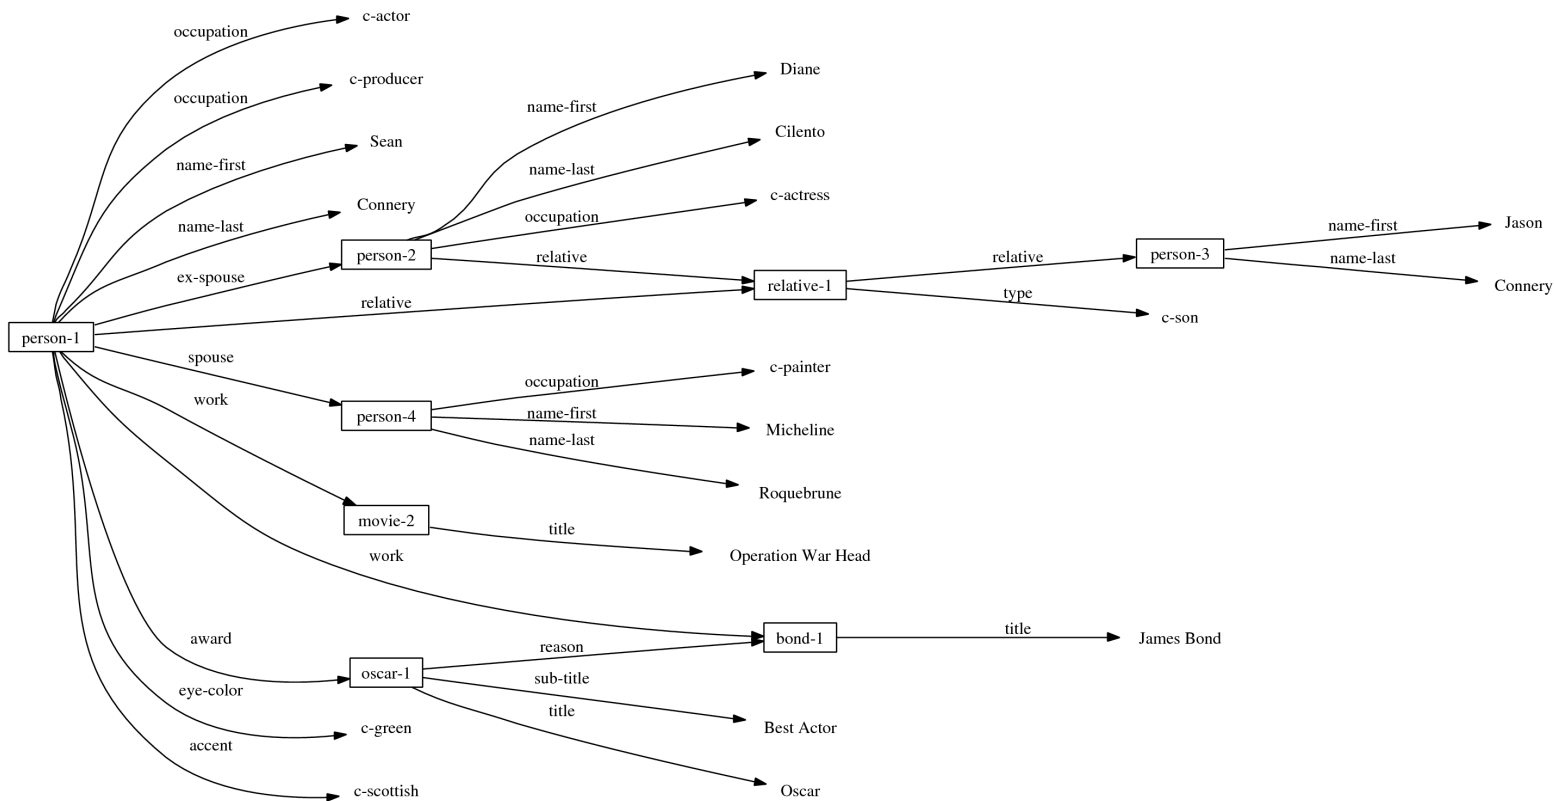 c-actor
occupation
Diane
c-producer
occupation
name-first
Cilento
Sean
name-first
name-last
c-actress
Connery
occupation
name-last
Jason
name-first
person-2
relative
person-3
relative
name-last
ex-spouse
relative-1
Connery
type
relative
c-son
person-1
spouse
c-painter
occupation
work
person-4
name-first
Micheline
name-last
Roquebrune
movie-2
title
Operation War Head
work
award
bond-1
title
James Bond
reason
oscar-1
sub-title
eye-color
title
c-green
Best Actor
accent
c-scottish
Oscar